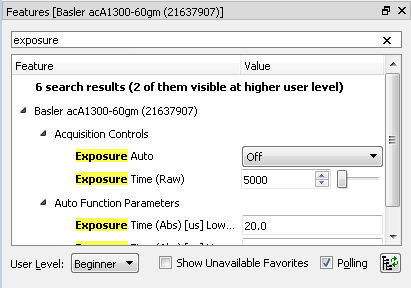 Features [Basler acA1300-60gm (21637907)]
exposure
Feature Value
6 search results (2 of them visible at higher user level)
Basler acA1300-60gm (21637907)
Acquisition Controls
Exposure Auto Off
Exposure Time (Raw) 5000
Auto Function Parameters
Exposure Time (Abs) [us] Low... 20.0
User Level: Beginner Show Unavailable Favorites Polling